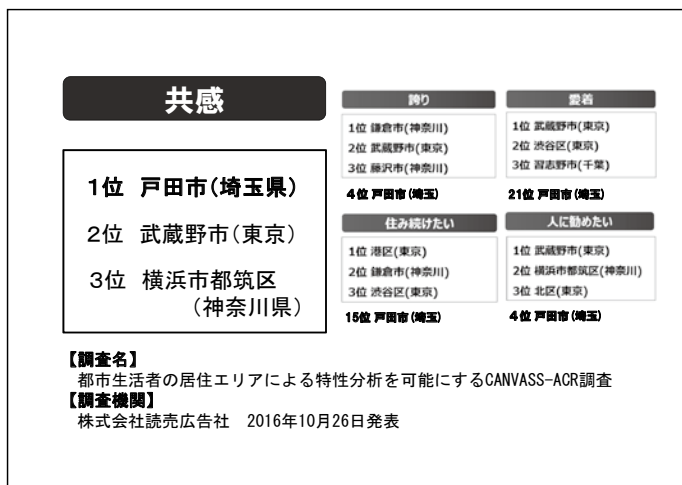 共感
1位 戸田市(埼玉県)
2位 武蔵野市(東京)
3位 横浜市都筑区
(神奈川県)
誇り
1位 鎌倉市(神奈川)
2位 武蔵野市(東京)
3位 藤沢市(神奈川)
4位 戸田市(埼玉)
愛着
1位 武蔵野市(東京)
2位 渋谷区(東京)
3位 習志野市(千葉)
21位 戸田市(埼玉)
住み続けたい
1位 港区(東京)
2位 鎌倉市(神奈川)
3位 渋谷区(東京)
15位 戸田市(埼玉)
人に勧めたい
1位 武蔵野市(東京)
2位 横浜市都筑区(神奈川)
3位 北区(東京)
4位 戸田市(埼玉)
【調査名】
都市生活者の居住エリアによる特性分析を可能にするCANVASS-ACR調査
【調査機関】
株式会社読売広告社 2016年10月26日発表